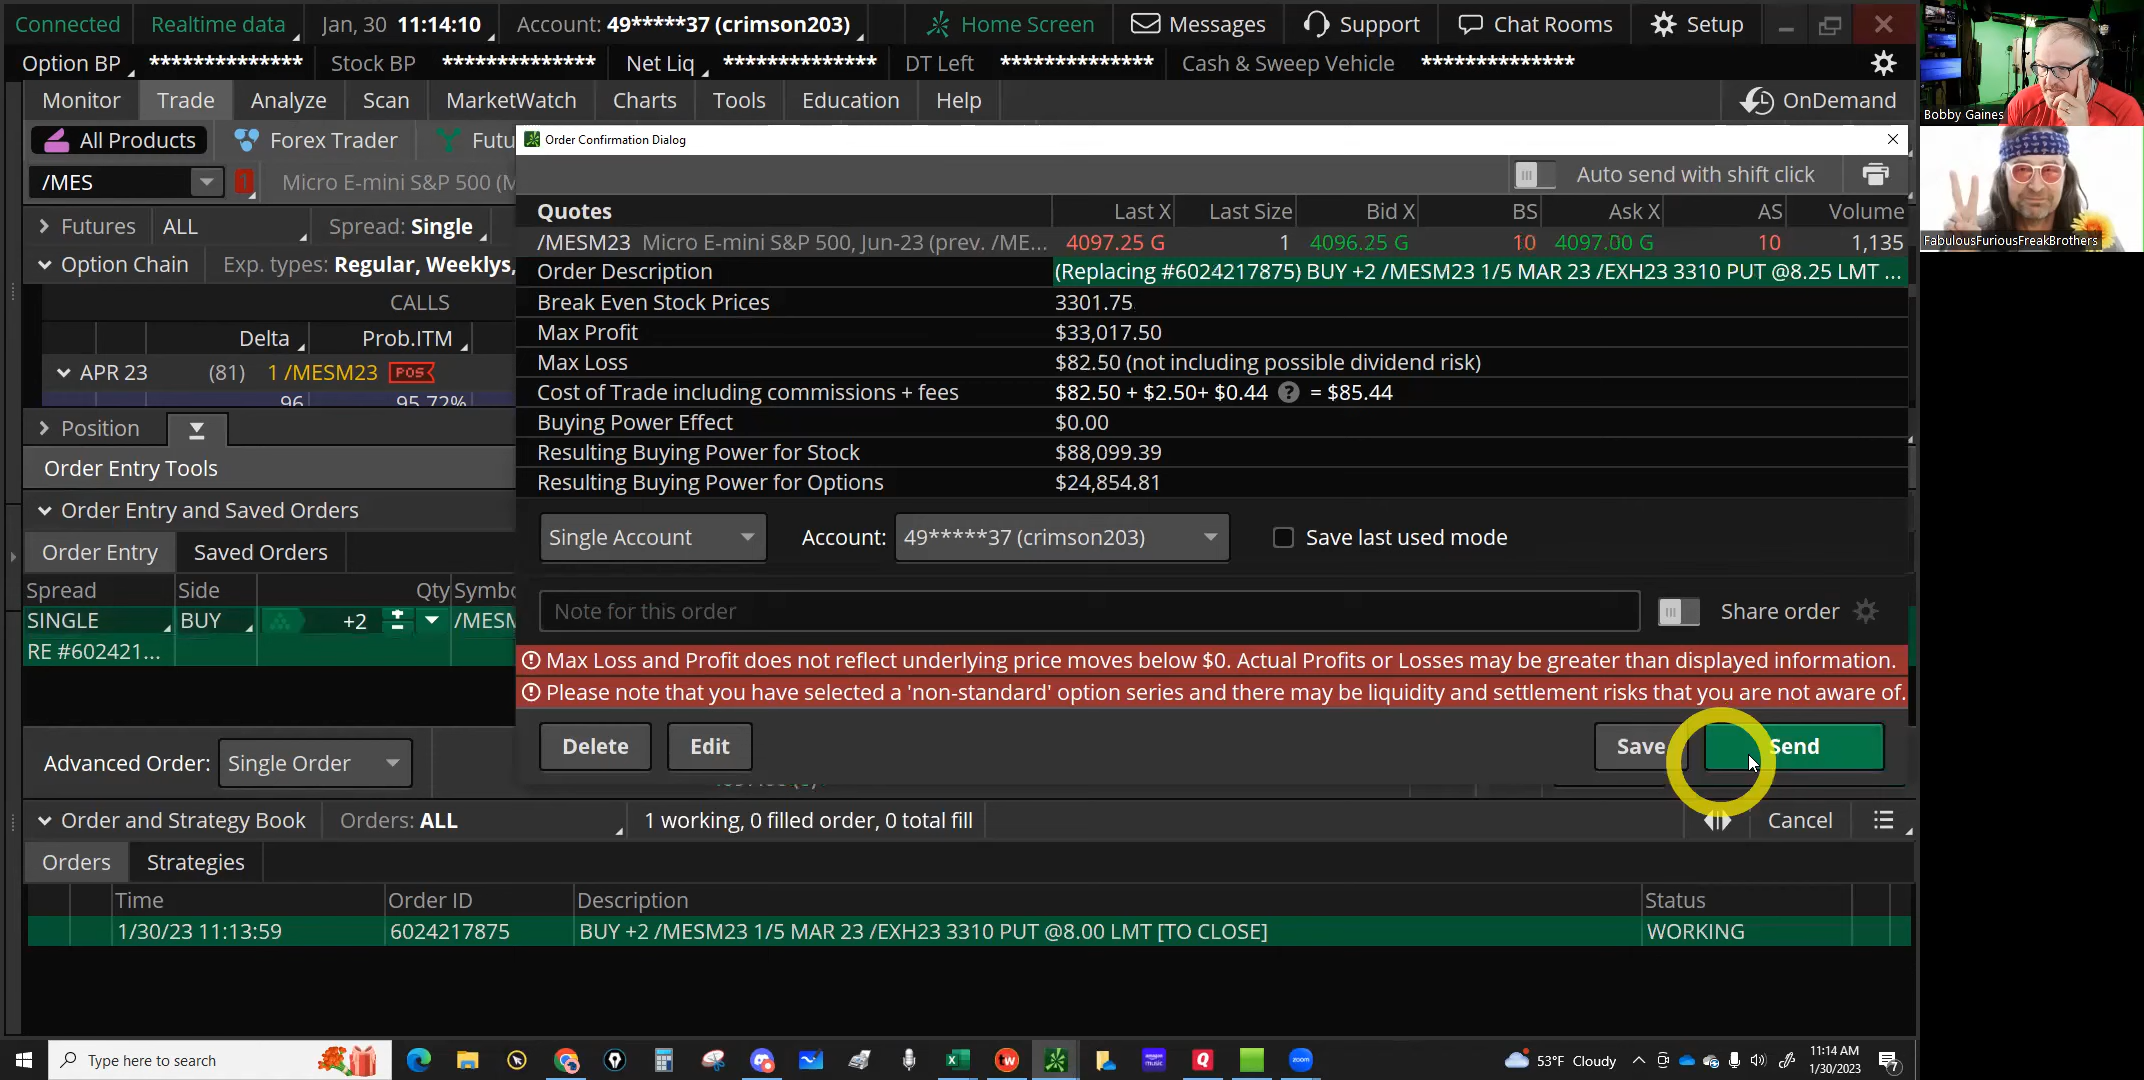 Connected Realtime data Jan, 30 11:14:10 Account: 49*****37 (crimson203) Home Screen Messages Support Chat Rooms Setup
Option BP ************** Stock BP ************** Net Liq ************** DT Left ************** Cash & Sweep Vehicle **************
Monitor Trade Analyze Scan MarketWatch Charts Tools Education Help OnDemand
All Products Forex Trader Futu
Order Confirmation Dialog
Auto send with shift click
/MES 1 Micro E-mini S&P 500 (M
Quotes Last X Last Size Bid X BS Ask X AS Volume
/MESM23 Micro E-mini S&P 500, Jun-23 (prev. /ME... 4097.25 G 1 4096.25 G 10 4097.00 G 10 1,135
Order Description (Replacing #6024217875) BUY +2 /MESM23 1/5 MAR 23 /EXH23 3310 PUT @8.25 LMT ...
Break Even Stock Prices 3301.75
Max Profit $33,017.50
Max Loss $82.50 (not including possible dividend risk)
Cost of Trade including commissions + fees $82.50 + $2.50+ $0.44 ? = $85.44
Buying Power Effect $0.00
Resulting Buying Power for Stock $88,099.39
Resulting Buying Power for Options $24,854.81
Single Account Account: 49*****37 (crimson203) Save last used mode
Note for this order Share order
Max Loss and Profit does not reflect underlying price moves below $0. Actual Profits or Losses may be greater than displayed information.
Please note that you have selected a 'non-standard' option series and there may be liquidity and settlement risks that you are not aware of.
Delete Edit Save Send
Futures ALL Spread: Single
Option Chain Exp. types: Regular, Weeklys,
CALLS
Delta Prob.ITM
APR 23 (81) 1 /MESM23 POS
.96 95.72%
Position
Order Entry Tools
Order Entry and Saved Orders
Order Entry Saved Orders
Spread Side Qty Symbo
SINGLE BUY +2 /MESM
RE #602421...
Advanced Order: Single Order
Order and Strategy Book Orders: ALL 1 working, 0 filled order, 0 total fill Cancel
Orders Strategies
Time Order ID Description Status
1/30/23 11:13:59 6024217875 BUY +2 /MESM23 1/5 MAR 23 /EXH23 3310 PUT @8.00 LMT [TO CLOSE] WORKING
Type here to search
53°F Cloudy
11:14 AM
1/30/2023
7
Bobby Gaines
FabulousFuriousFreakBrothers
amazon music
zoom